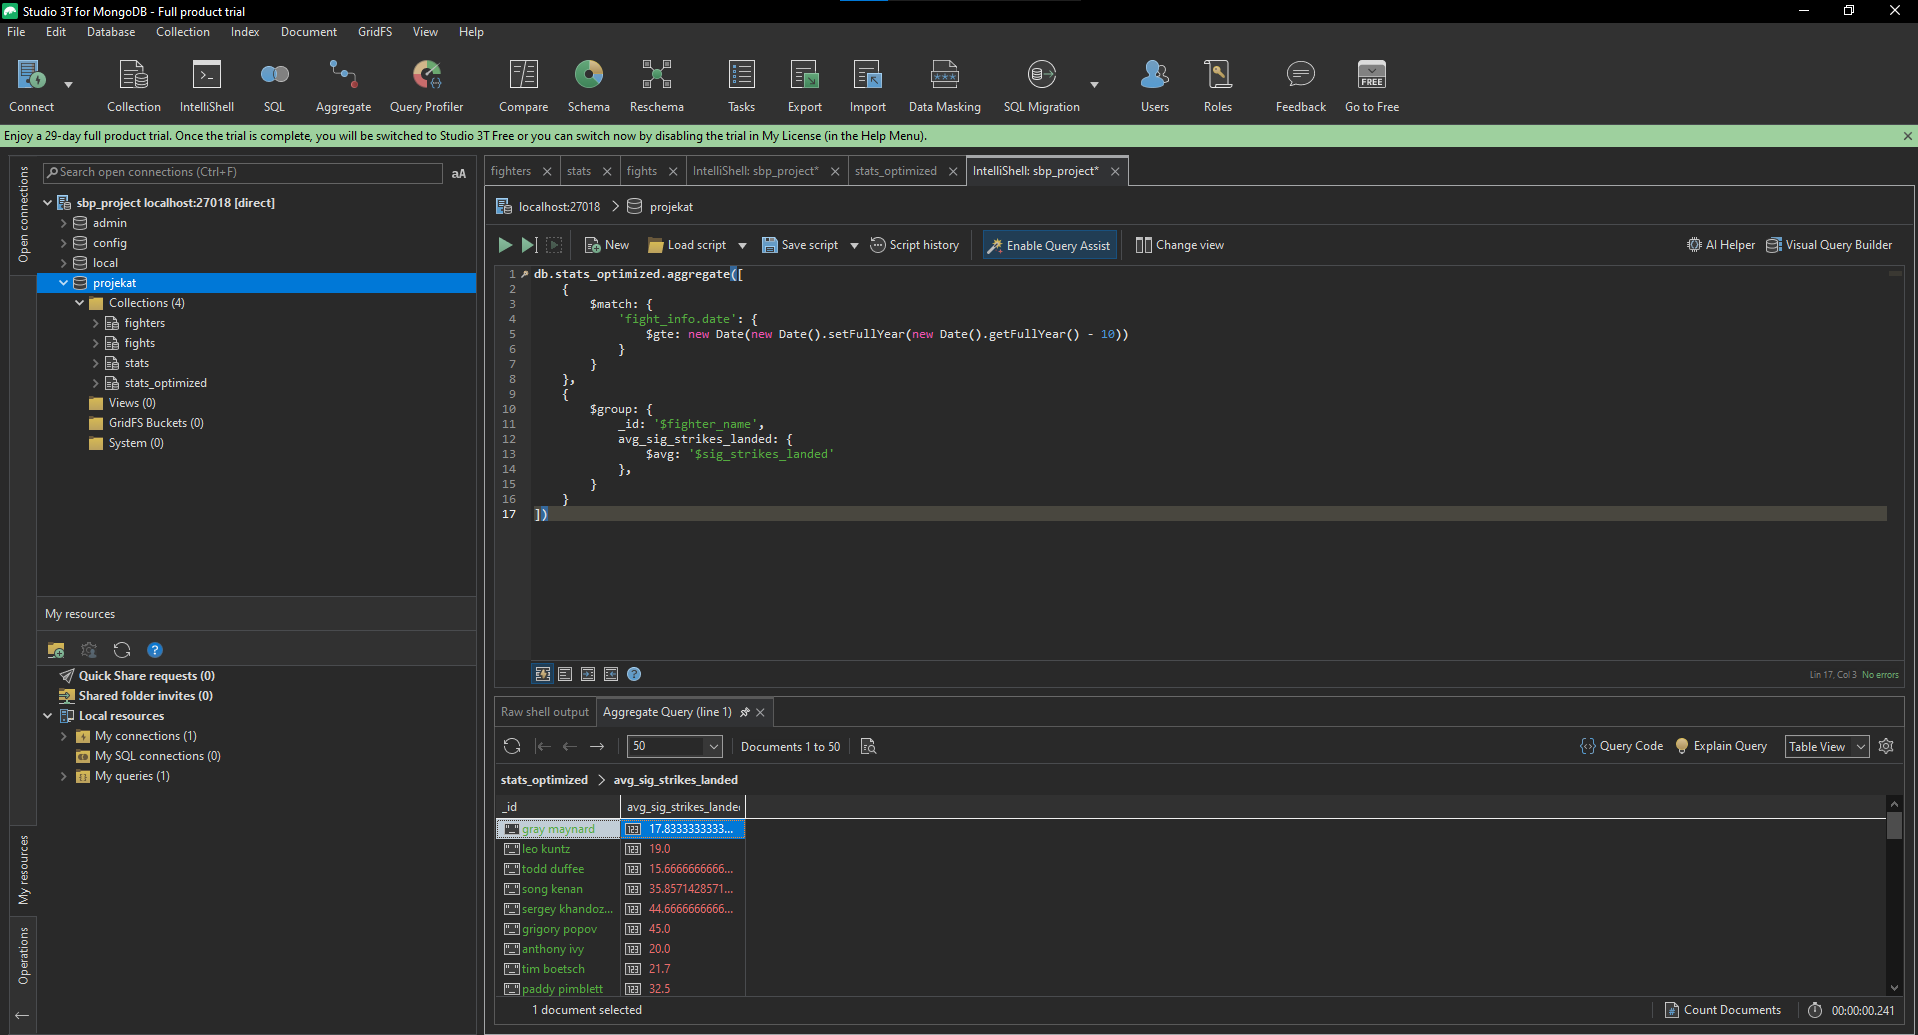 Studio 3T for MongoDB - Full product trial
File Edit Database Collection Index Document GridFS View Help
Connect Collection IntelliShell SQL Aggregate Query Profiler Compare Schema Reschema Tasks Export Import Data Masking SQL Migration Users Roles Feedback Go to Free
FREE
Enjoy a 29-day full product trial. Once the trial is complete, you will be switched to Studio 3T Free or you can switch now by disabling the trial in My License (in the Help Menu).
Open connections
Search open connections (Ctrl+F) aA
sbp_project localhost:27018 [direct]
admin
config
local
projekat
Collections (4)
fighters
fights
stats
stats_optimized
Views (0)
GridFS Buckets (0)
System (0)
My resources
Quick Share requests (0)
Shared folder invites (0)
Local resources
My connections (1)
My SQL connections (0)
My queries (1)
My resources
Operations
fighters stats fights IntelliShell: sbp_project* stats_optimized IntelliShell: sbp_project*
localhost:27018 projekat
New Load script Save script Script history Enable Query Assist Change view AI Helper Visual Query Builder
1 db.stats_optimized.aggregate([
2 {
3 $match: {
4 'fight_info.date': {
5 $gte: new Date(new Date().setFullYear(new Date().getFullYear() - 10))
6 }
7 }
8 },
9 {
10 $group: {
11 _id: '$fighter_name',
12 avg_sig_strikes_landed: {
13 $avg: '$sig_strikes_landed'
14 },
15 }
16 }
17 ])
Lin 17, Col 3 No errors
Raw shell output Aggregate Query (line 1)
50 Documents 1 to 50 Query Code Explain Query Table View
stats_optimized avg_sig_strikes_landed
_id avg_sig_strikes_lande
gray maynard 17.8333333333...
leo kuntz 19.0
todd duffee 15.6666666666...
song kenan 35.8571428571...
sergey khandoz... 44.6666666666...
grigory popov 45.0
anthony ivy 20.0
tim boetsch 21.7
paddy pimblett 32.5
1 document selected Count Documents 00:00:00.241